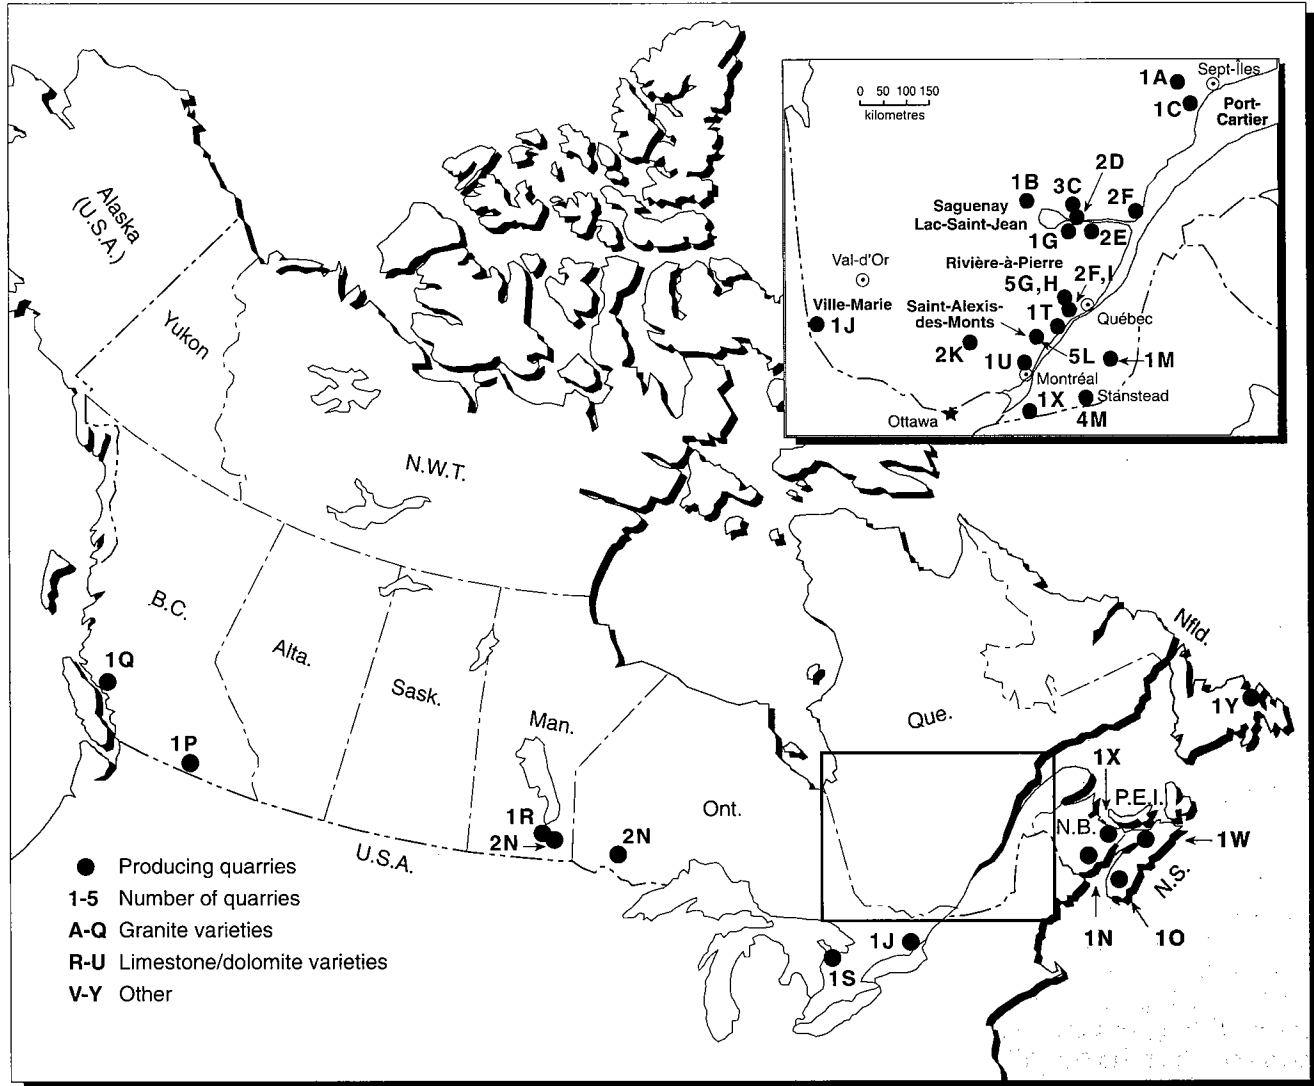 Alaska
(U.S.A.)
Yukon
N.W.T.
B.C.
Alta.
Sask.
Man.
Ont.
Que.
Nfld.
P.E.I.
N.B.
N.S.
U.S.A.
1Q
1P
1R
2N
2N
1J
1S
1X
1Y
1W
1N
1O
0 50 100 150
kilometres
1A
Sept-Îles
1C
Port-
Cartier
2D
1B
3C
2F
Saguenay
Lac-Saint-Jean
1G
2E
Val-d'Or
Rivière-à-Pierre
5G,H
2F,I
Ville-Marie
1J
Saint-Alexis-
des-Monts
1T
Québec
2K
1U
5L
1M
Montréal
1X
Stanstead
4M
Ottawa
Producing quarries
1-5 Number of quarries
A-Q Granite varieties
R-U Limestone/dolomite varieties
V-Y Other